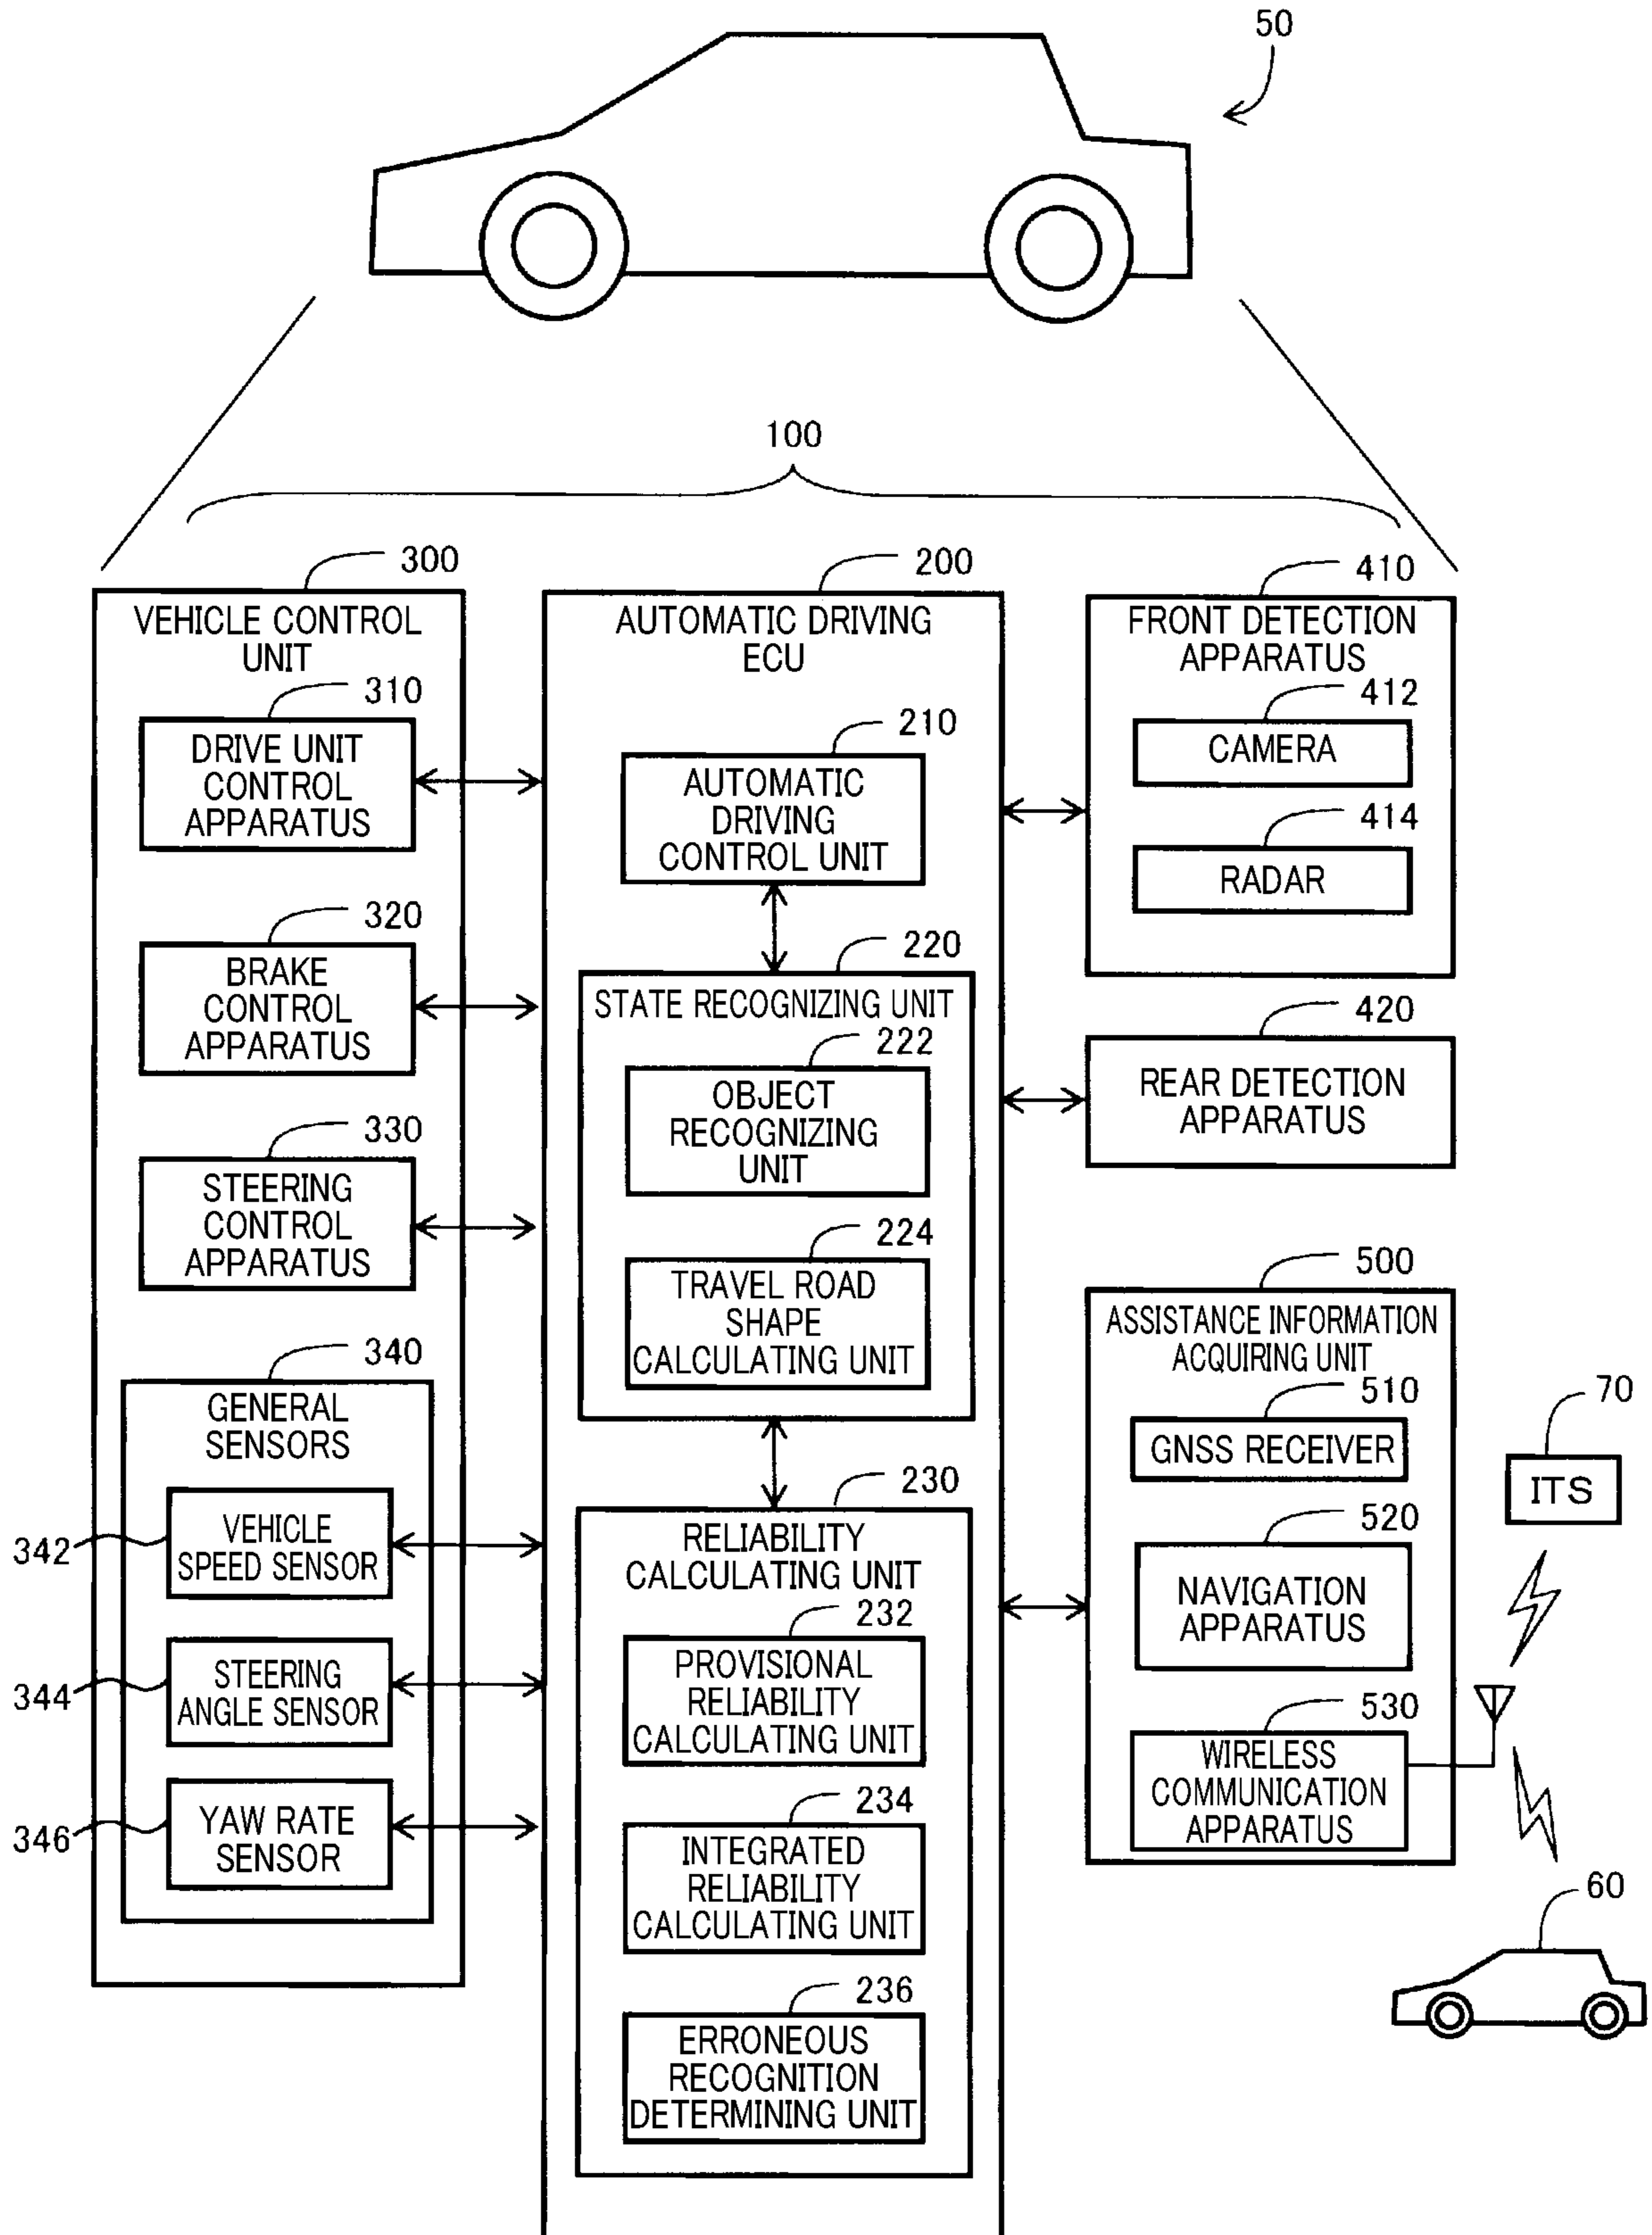 50
100
300
VEHICLE CONTROL
UNIT
310
DRIVE UNIT
CONTROL
APPARATUS
320
BRAKE
CONTROL
APPARATUS
330
STEERING
CONTROL
APPARATUS
340
GENERAL
SENSORS
342
VEHICLE
SPEED SENSOR
344
STEERING
ANGLE SENSOR
346
YAW RATE
SENSOR
200
AUTOMATIC DRIVING
ECU
210
AUTOMATIC
DRIVING
CONTROL UNIT
220
STATE RECOGNIZING UNIT
222
OBJECT
RECOGNIZING
UNIT
224
TRAVEL ROAD
SHAPE
CALCULATING UNIT
230
RELIABILITY
CALCULATING UNIT
232
PROVISIONAL
RELIABILITY
CALCULATING UNIT
234
INTEGRATED
RELIABILITY
CALCULATING UNIT
236
ERRONEOUS
RECOGNITION
DETERMINING UNIT
410
FRONT DETECTION
APPARATUS
412
CAMERA
414
RADAR
420
REAR DETECTION
APPARATUS
500
ASSISTANCE INFORMATION
ACQUIRING UNIT
510
GNSS RECEIVER
520
NAVIGATION
APPARATUS
530
WIRELESS
COMMUNICATION
APPARATUS
70
ITS
60